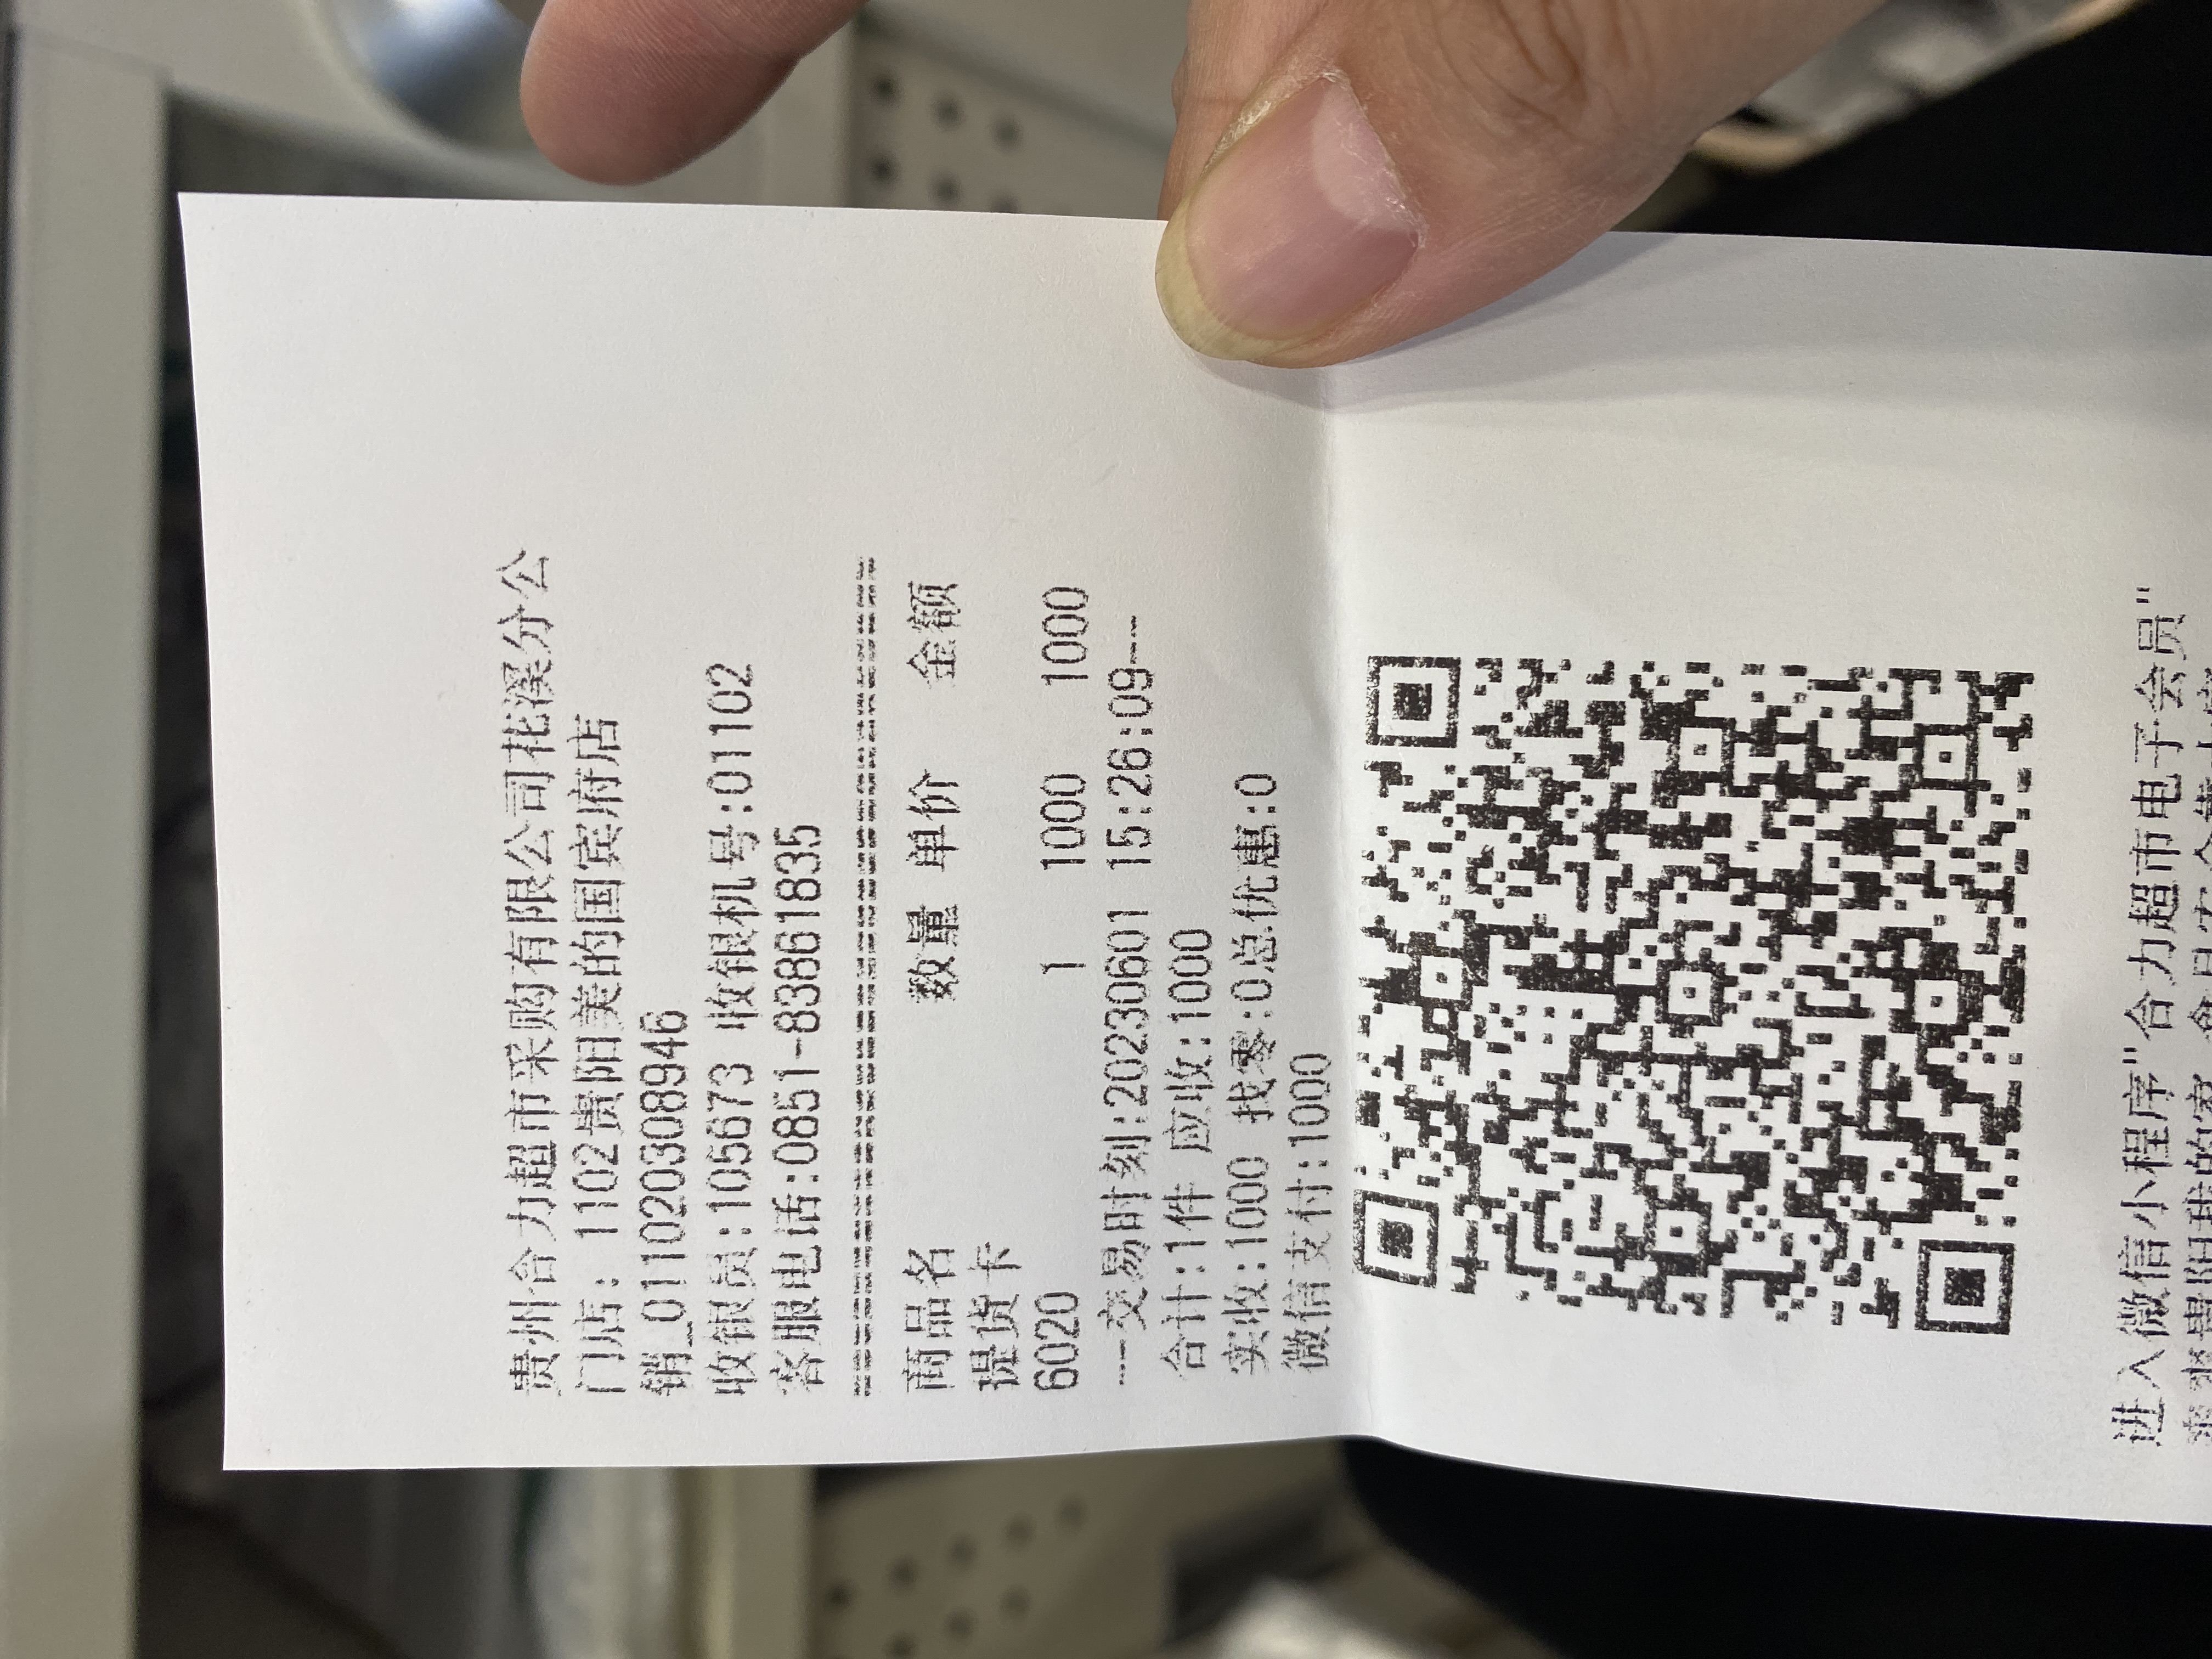 贵州合力超市采购有限公司花溪分公
门店: 1102贵阳美的国宾府店
销_01102030089​46
收银员:105673 收银机号:01102
客服电话:0851-83861835
商品名 数量 单价 金额
提货卡
6020 1 1000 1000
---交易时刻:20230601 15:26:09---
合计:1件 应收:1000
实收:1000 找零:0总优惠:0
微信支付:1000
进入微信小程序"合力超市电子会员"